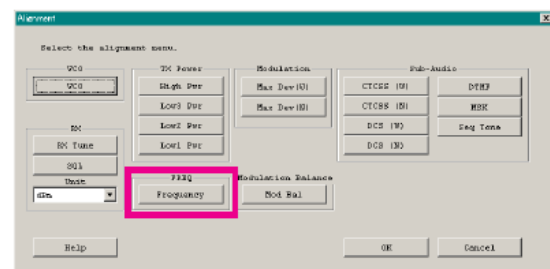 Alignment
Select the alignment menu.
VCO
VCO
TX Power
High Pwr
Low3 Pwr
Low2 Pwr
Low1 Pwr
Modulation
Max Dev(W)
Max Dev(N)
Sub-Audio
CTCSS (W)
CTCSS (N)
DCS (W)
DCS (N)
DTMF
MSK
Seq Tone
RX
RX Tune
SQL
Unit
dBm
FREQ
Frequency
Modulation Balance
Mod Bal
Help
OK
Cancel